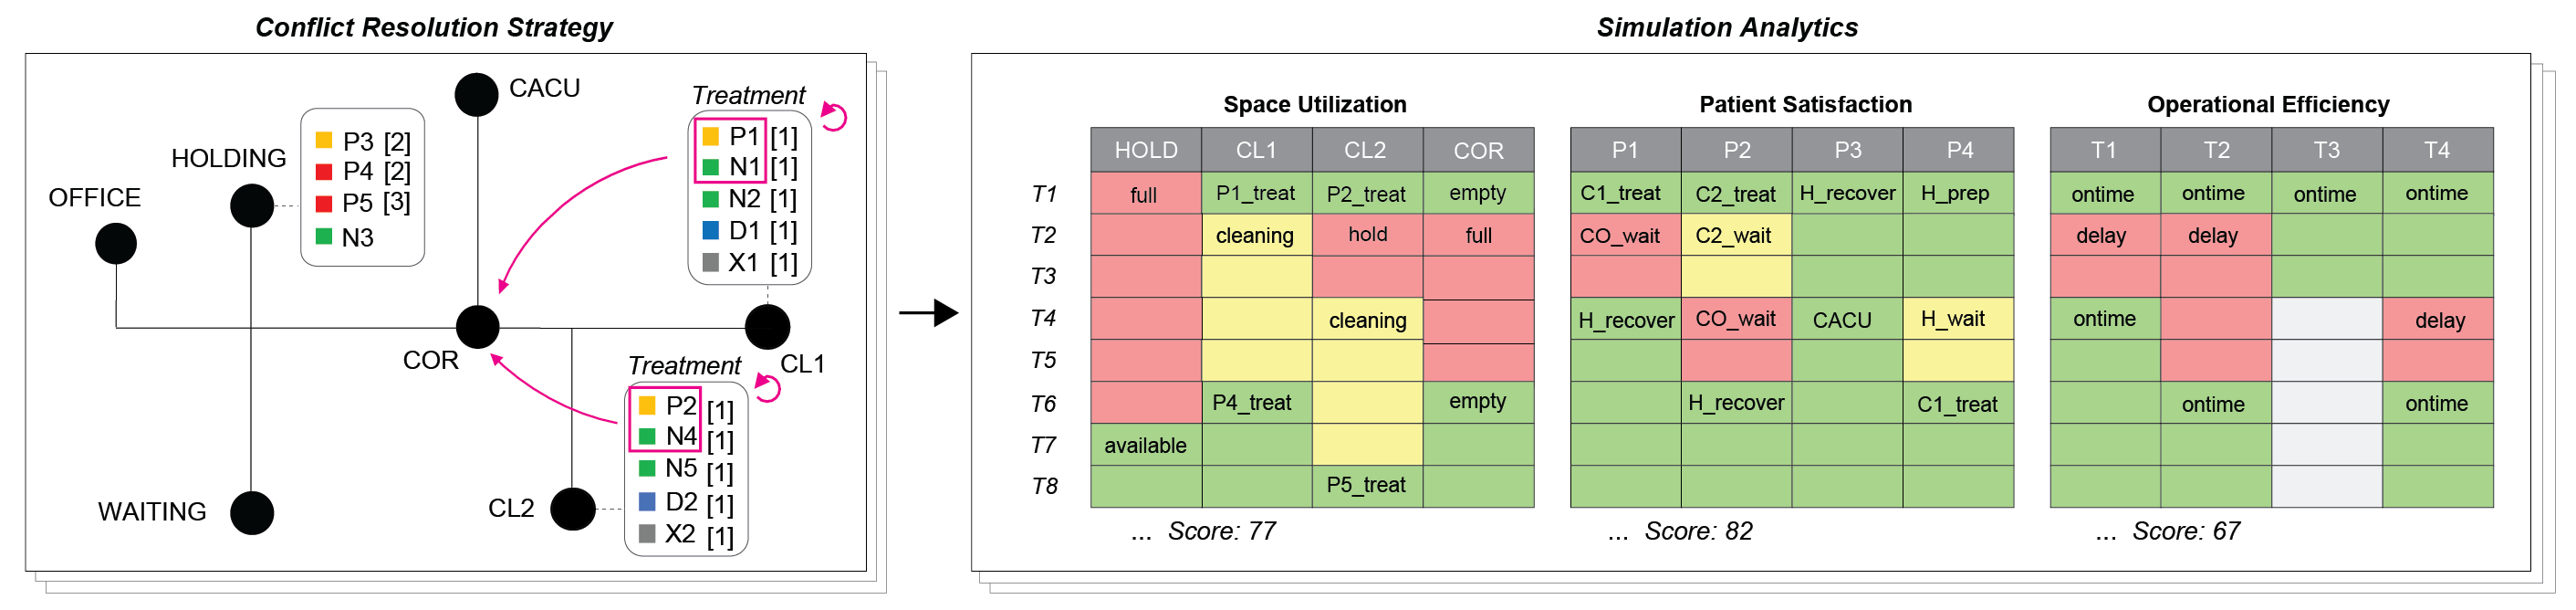 Conflict Resolution Strategy
CACU
HOLDING
OFFICE
P3 [2]
P4 [2]
P5 [3]
N3
Treatment
P1 [1]
N1 [1]
N2 [1]
D1 [1]
X1 [1]
COR
CL1
Treatment
P2 [1]
N4 [1]
N5 [1]
D2 [1]
X2 [1]
CL2
WAITING
Simulation Analytics
Space Utilization
HOLD CL1 CL2 COR
T1 full P1_treat P2_treat empty
T2 cleaning hold full
T3
T4 cleaning
T5
T6 P4_treat empty
T7 available
T8 P5_treat
... Score: 77
Patient Satisfaction
P1 P2 P3 P4
C1_treat C2_treat H_recover H_prep
CO_wait C2_wait
H_recover CO_wait CACU H_wait
H_recover C1_treat
... Score: 82
Operational Efficiency
T1 T2 T3 T4
ontime ontime ontime ontime
delay delay
ontime delay
ontime ontime
... Score: 67